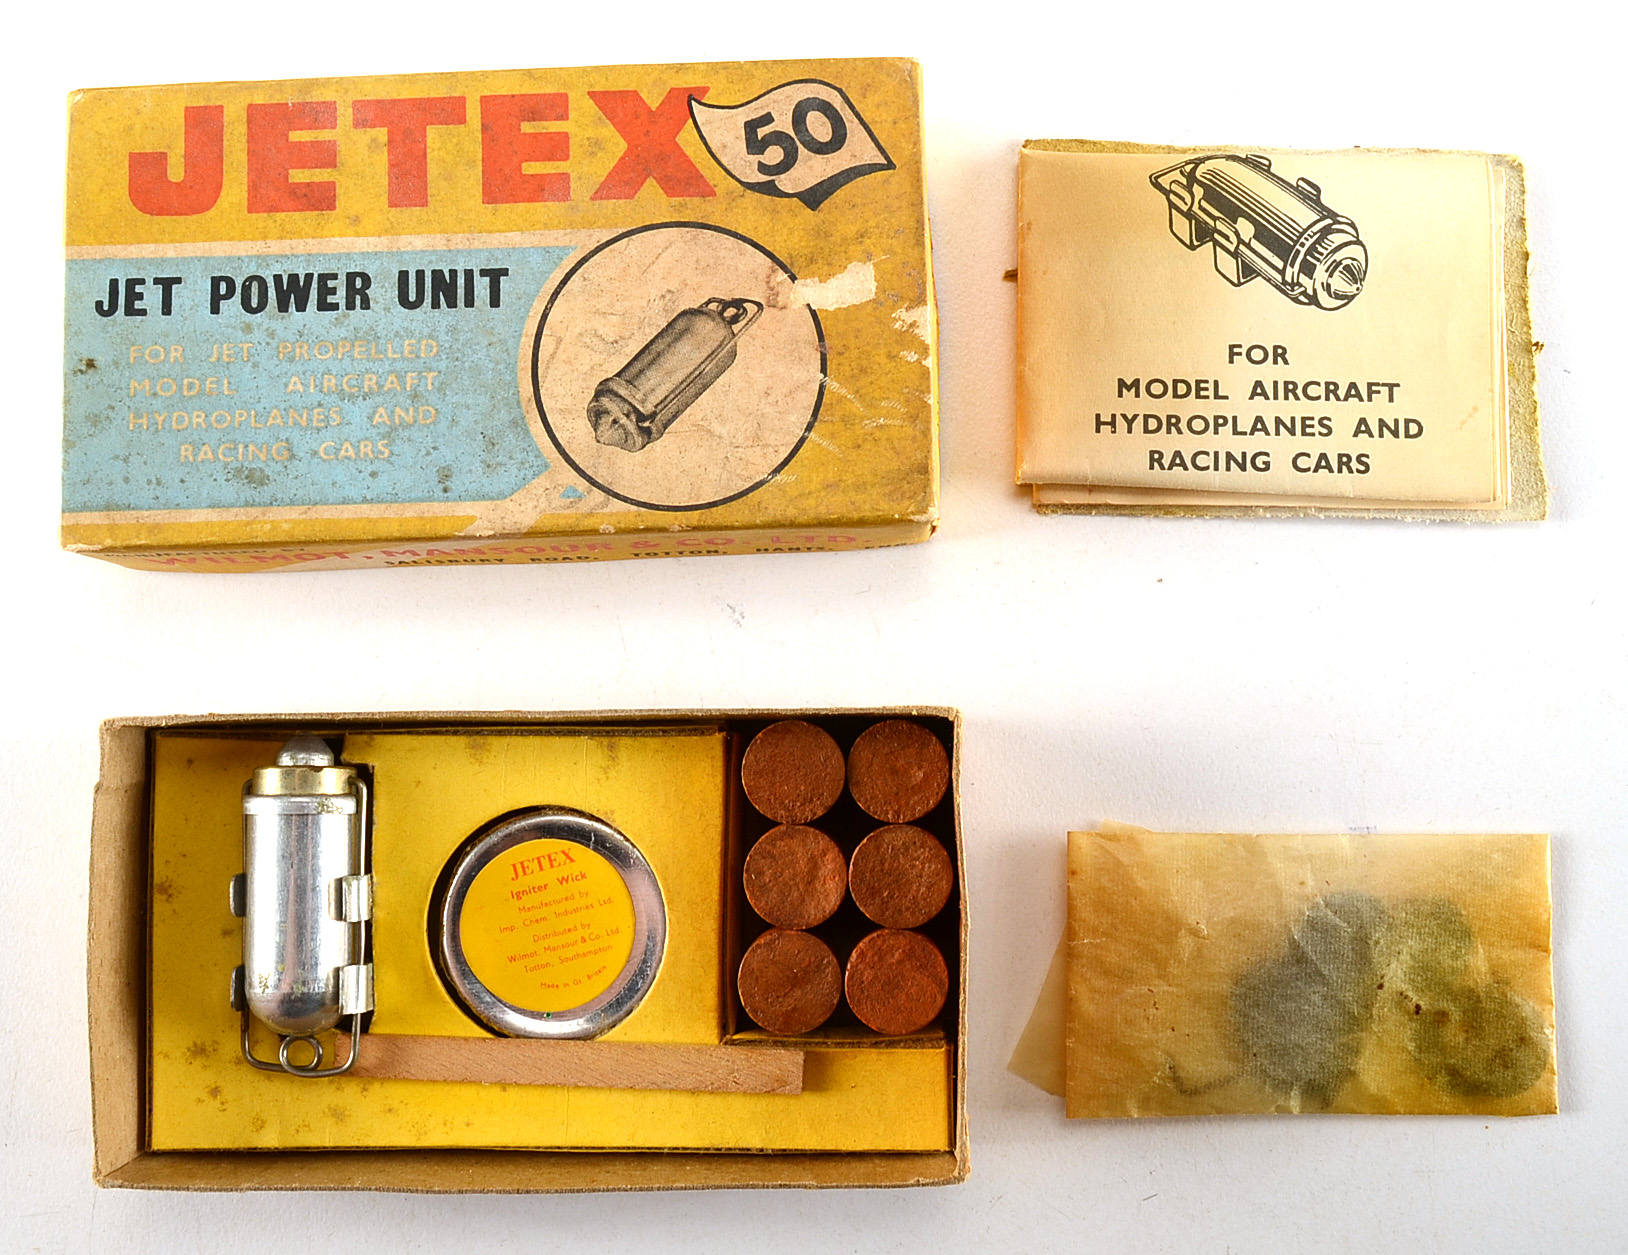 JETEX 50
JET POWER UNIT
FOR JET PROPELLED
MODEL AIRCRAFT
HYDROPLANES AND
RACING CARS
WILMOT, MANSOUR & CO. LTD.
SALISBURY ROAD, TOTTON, HANTS,
FOR
MODEL AIRCRAFT
HYDROPLANES AND
RACING CARS
JETEX
Igniter Wick
Manufactured by
Imp. Chem. Industries Ltd.
Distributed by
Wilmot, Mansour & Co. Ltd.
Totton, Southampton
Made in Gt. Britain